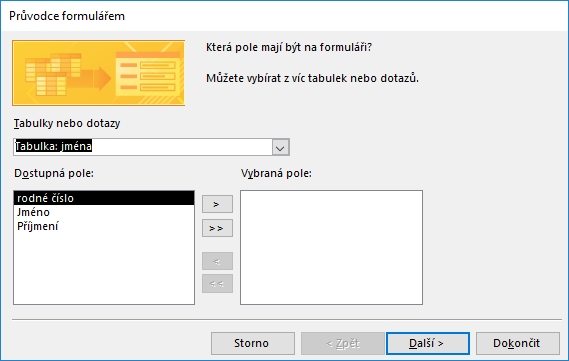 Průvodce formulářem
Která pole mají být na formuláři?
Můžete vybírat z víc tabulek nebo dotazů.
Tabulky nebo dotazy
Tabulka: jména
Dostupná pole:
Vybraná pole:
rodné číslo
Jméno
Příjmení
>
>>
<
<<
Storno
< Zpět
Další >
Dokončit